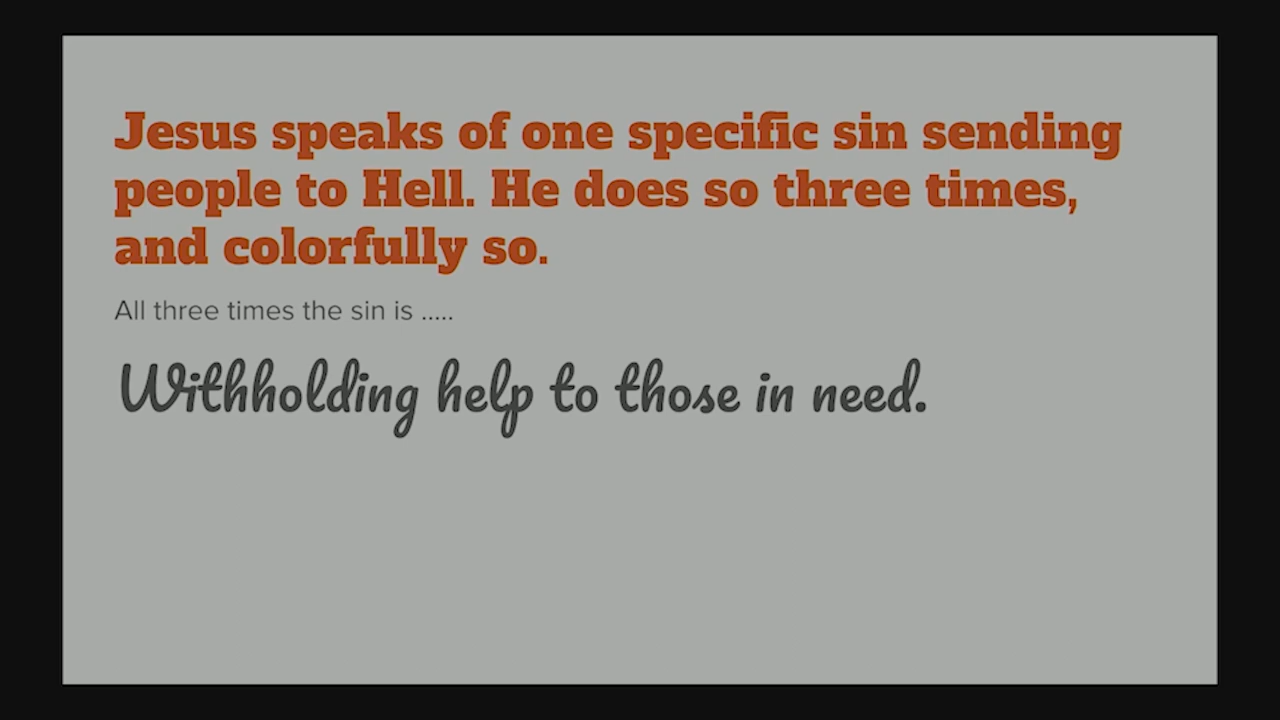 Jesus speaks of one specific sin sending
people to Hell. He does so three times,
and colorfully so.
All three times the sin is .....
Withholding help to those in need.